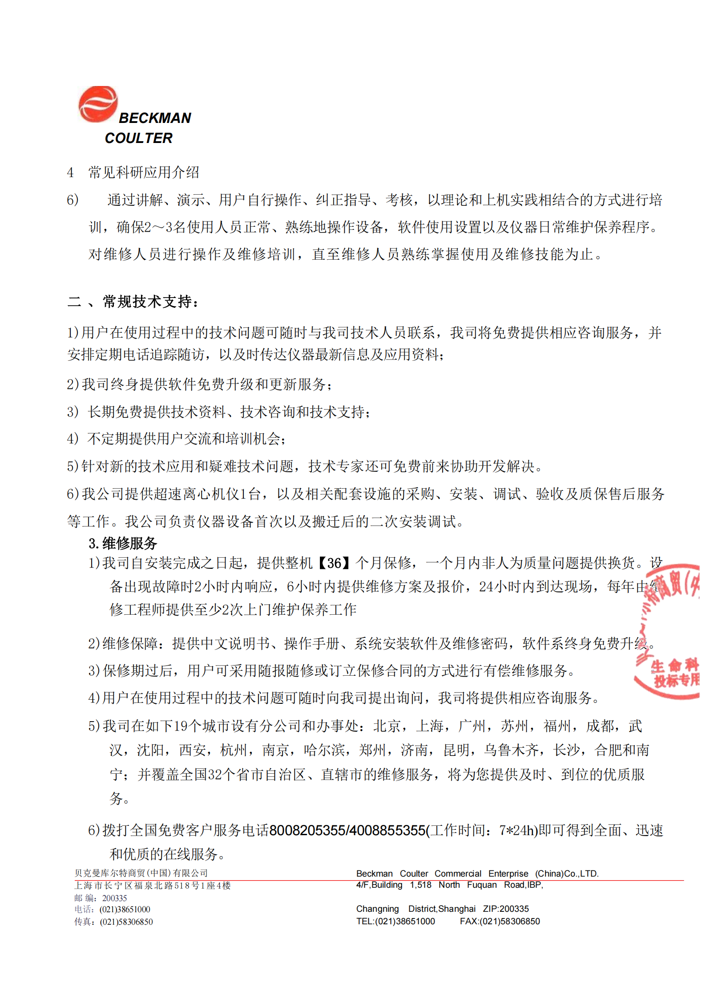 BECKMAN
COULTER
4 常见科研应用介绍
6) 通过讲解、演示、用户自行操作、纠正指导、考核，以理论和上机实践相结合的方式进行培
训，确保2～3名使用人员正常、熟练地操作设备，软件使用设置以及仪器日常维护保养程序。
对维修人员进行操作及维修培训，直至维修人员熟练掌握使用及维修技能为止。
二 、常规技术支持：
1)用户在使用过程中的技术问题可随时与我司技术人员联系，我司将免费提供相应咨询服务，并
安排定期电话追踪随访，以及时传达仪器最新信息及应用资料；
2)我司终身提供软件免费升级和更新服务；
3) 长期免费提供技术资料、技术咨询和技术支持；
4) 不定期提供用户交流和培训机会；
5)针对新的技术应用和疑难技术问题，技术专家还可免费前来协助开发解决。
6)我公司提供超速离心机仪1台，以及相关配套设施的采购、安装、调试、验收及质保售后服务
等工作。我公司负责仪器设备首次以及搬迁后的二次安装调试。
3.维修服务
1)我司自安装完成之日起，提供整机【36】个月保修，一个月内非人为质量问题提供换货。设
备出现故障时2小时内响应，6小时内提供维修方案及报价，24小时内到达现场，每年由维
修工程师提供至少2次上门维护保养工作
2)维修保障：提供中文说明书、操作手册、系统安装软件及维修密码，软件系终身免费升级。
3)保修期过后，用户可采用随报随修或订立保修合同的方式进行有偿维修服务。
4)用户在使用过程中的技术问题可随时向我司提出询问，我司将提供相应咨询服务。
5)我司在如下19个城市设有分公司和办事处：北京，上海，广州，苏州，福州，成都，武
汉，沈阳，西安，杭州，南京，哈尔滨，郑州，济南，昆明，乌鲁木齐，长沙，合肥和南
宁；并覆盖全国32个省市自治区、直辖市的维修服务，将为您提供及时、到位的优质服
务。
6)拨打全国免费客户服务电话8008205355/4008855355(工作时间：7*24h)即可得到全面、迅速
和优质的在线服务。
尔特商贸(中
生命科
投标专用
贝克曼库尔特商贸(中国)有限公司
上海市长宁区福泉北路518号1座4楼
邮 编：200335
电话：(021)38651000
传真：(021)58306850
Beckman Coulter Commercial Enterprise (China)Co.,LTD.
4/F,Building 1,518 North Fuquan Road,IBP,
Changning District,Shanghai ZIP:200335
TEL:(021)38651000 FAX:(021)58306850